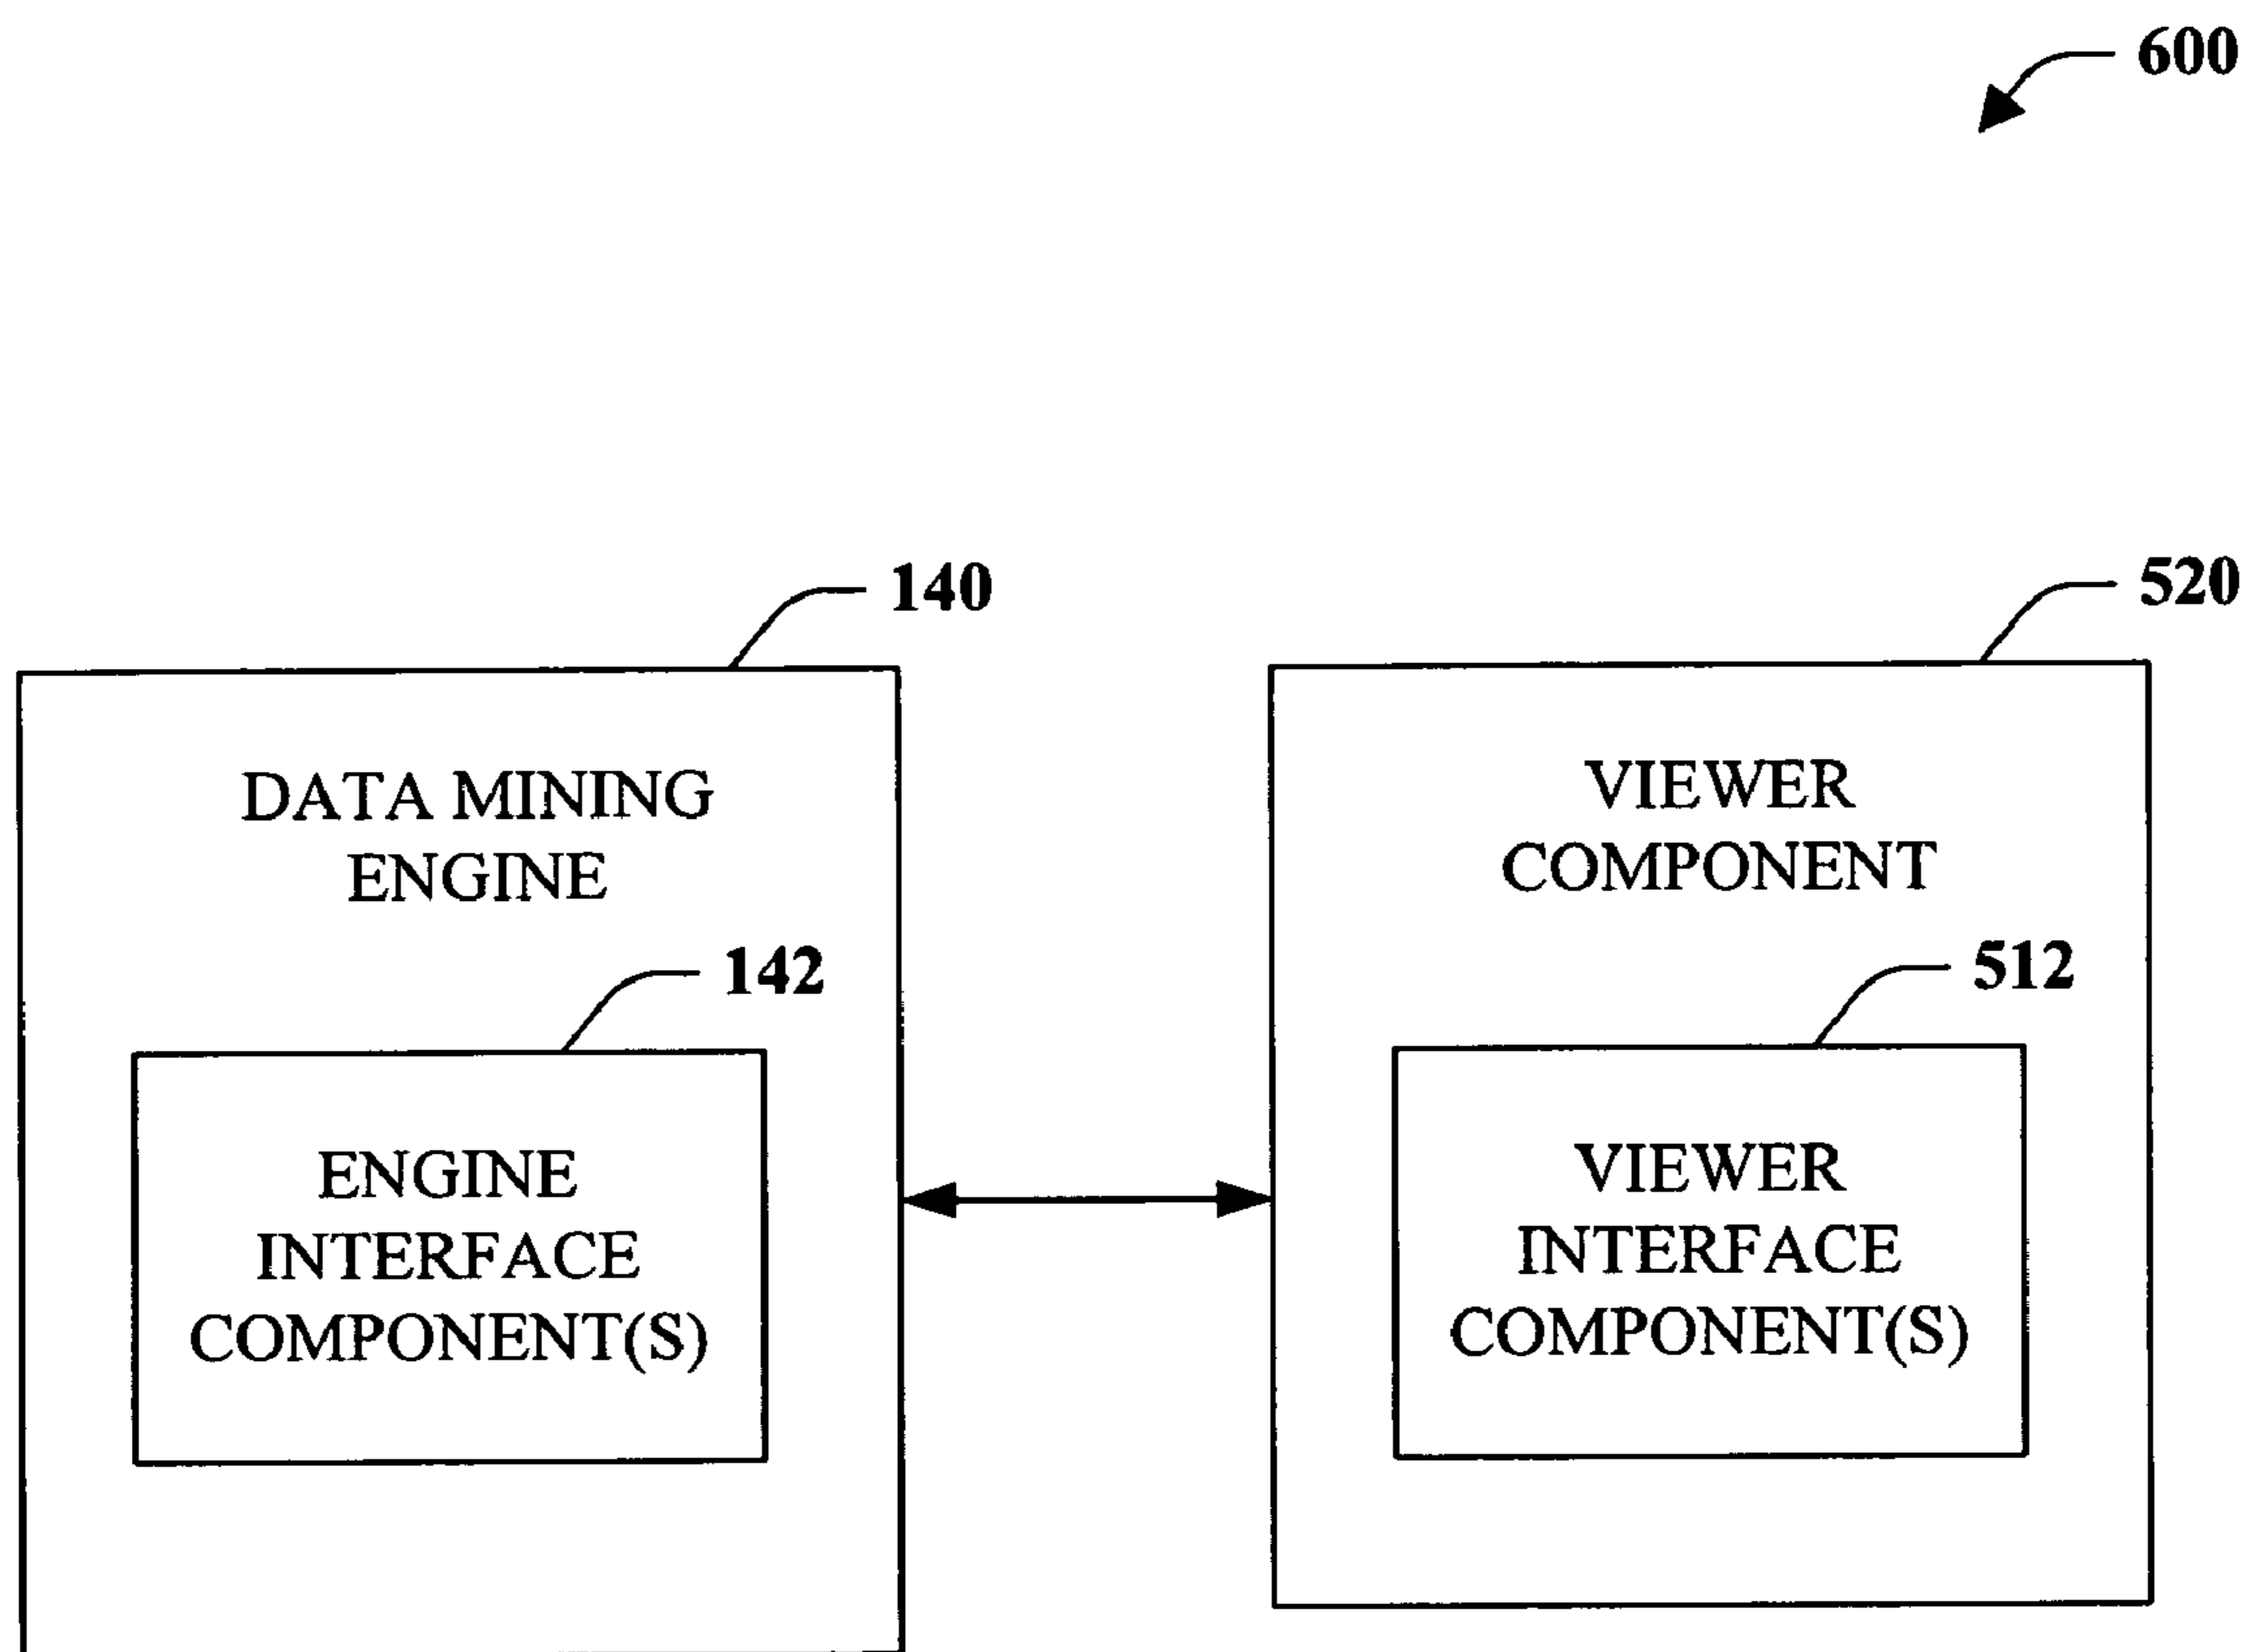 600
140
520
DATA MINING
ENGINE
VIEWER
COMPONENT
142
512
ENGINE
INTERFACE
COMPONENT(S)
VIEWER
INTERFACE
COMPONENT(S)